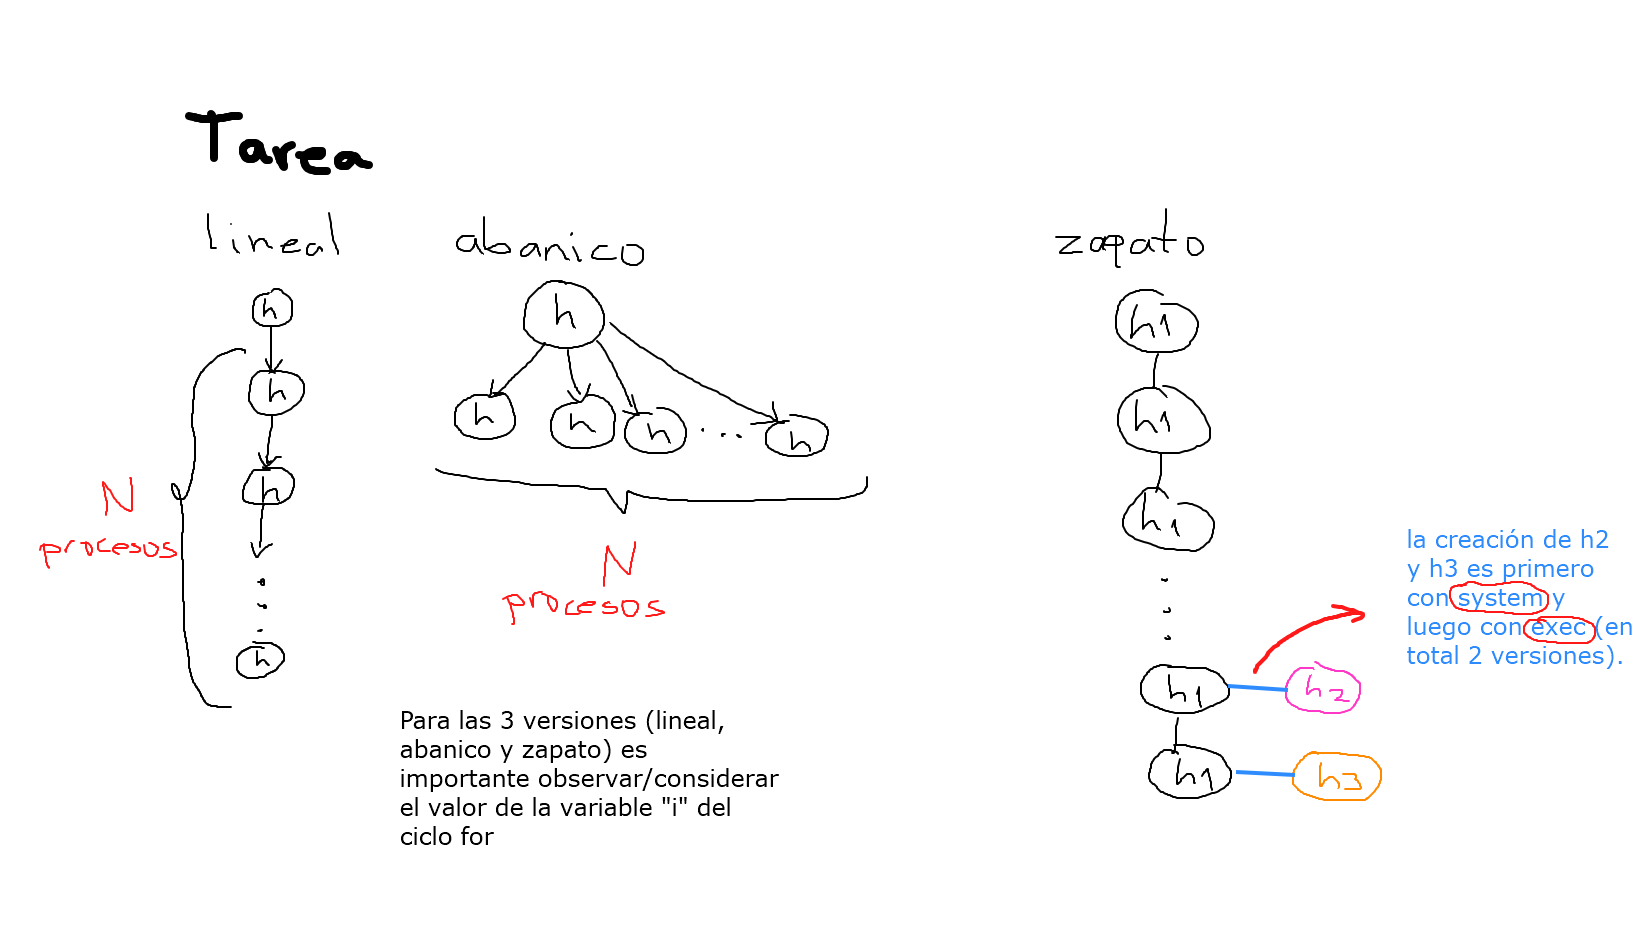 Tarea
lineal
abanico
zapato
h
h
h
h
N
procesos
h
h
h
h
...
h
N
procesos
Para las 3 versiones (lineal,
abanico y zapato) es
importante observar/considerar
el valor de la variable "i" del
ciclo for
h1
h1
h1
h1
h2
h1
h3
la creación de h2
y h3 es primero
con system y
luego con exec (en
total 2 versiones).